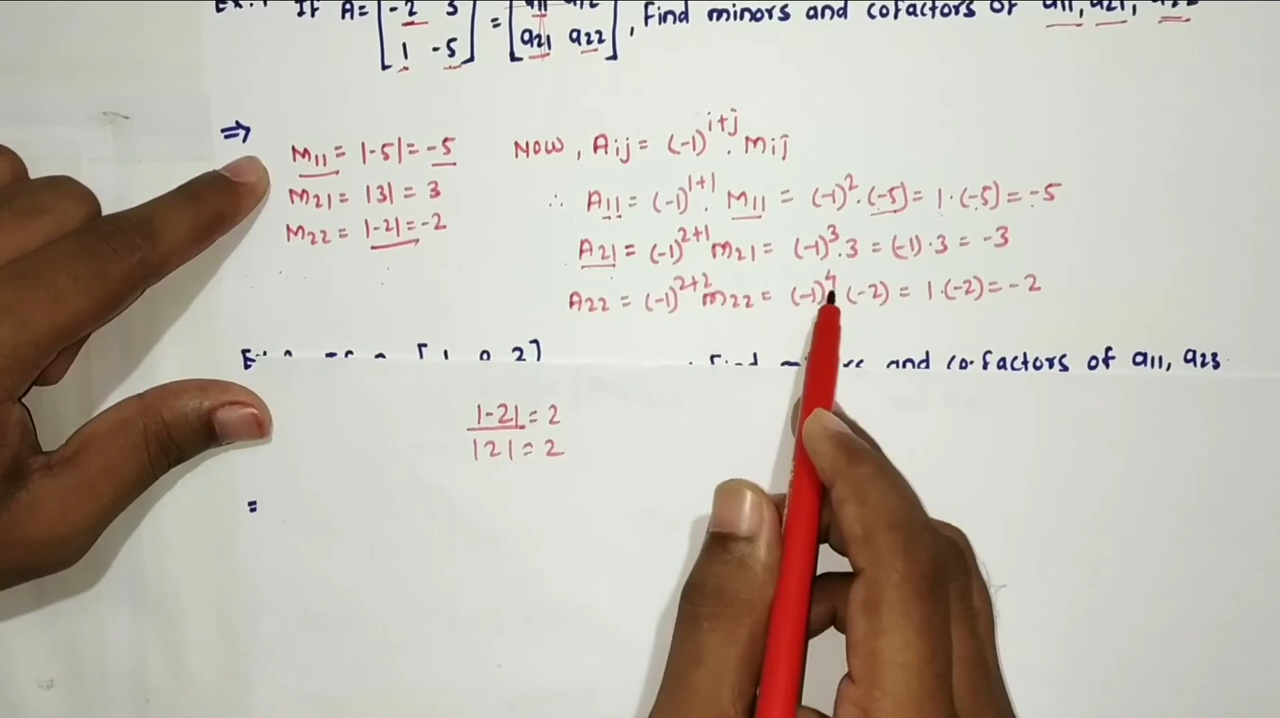 If A = [-2 3 = [a11 a12 , Find minors and cofactors of a11, a21, a22
1 -5] a21 a22]
⇒
M11 = |-5| = -5
M21 = |3| = 3
M22 = |-2| = -2
NOW , Aij = (-1)^i+j . Mij
∴ A11 = (-1)^1+1 . M11 = (-1)^2 . (-5) = 1 . (-5) = -5
A21 = (-1)^2+1 M21 = (-1)^3 . 3 = (-1) . 3 = -3
A22 = (-1)^2+2 M22 = (-1)^4 (-2) = 1 . (-2) = -2
Find minors and co-factors of a11, a23
|-2| = 2
|2| = 2
=